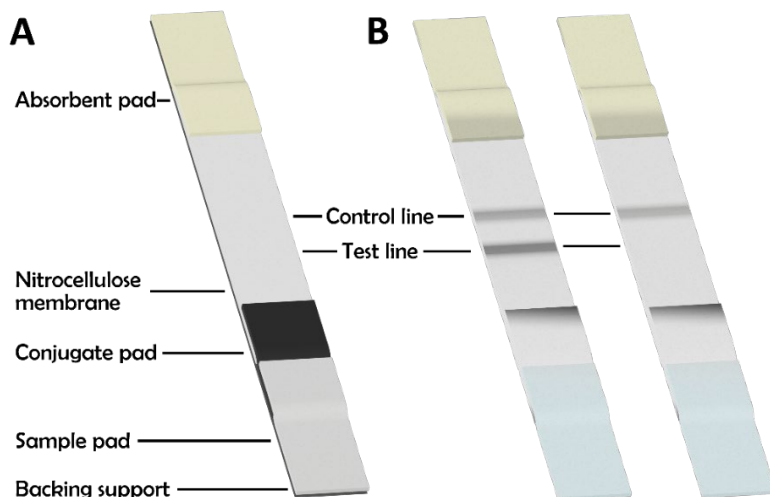 A
B
Absorbent pad
Control line
Test line
Nitrocellulose
membrane
Conjugate pad
Sample pad
Backing support